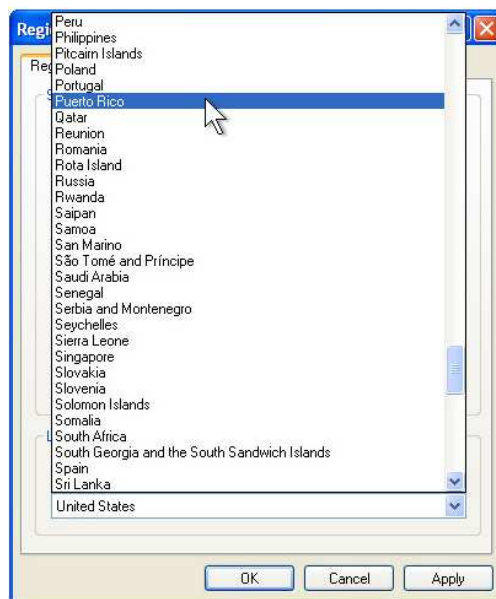 Regi
Reg
S
Peru
Philippines
Pitcairn Islands
Poland
Portugal
Puerto Rico
Qatar
Reunion
Romania
Rota Island
Russia
Rwanda
Saipan
Samoa
San Marino
São Tomé and Príncipe
Saudi Arabia
Senegal
Serbia and Montenegro
Seychelles
Sierra Leone
Singapore
Slovakia
Slovenia
Solomon Islands
Somalia
South Africa
South Georgia and the South Sandwich Islands
Spain
Sri Lanka
L
United States
OK
Cancel
Apply